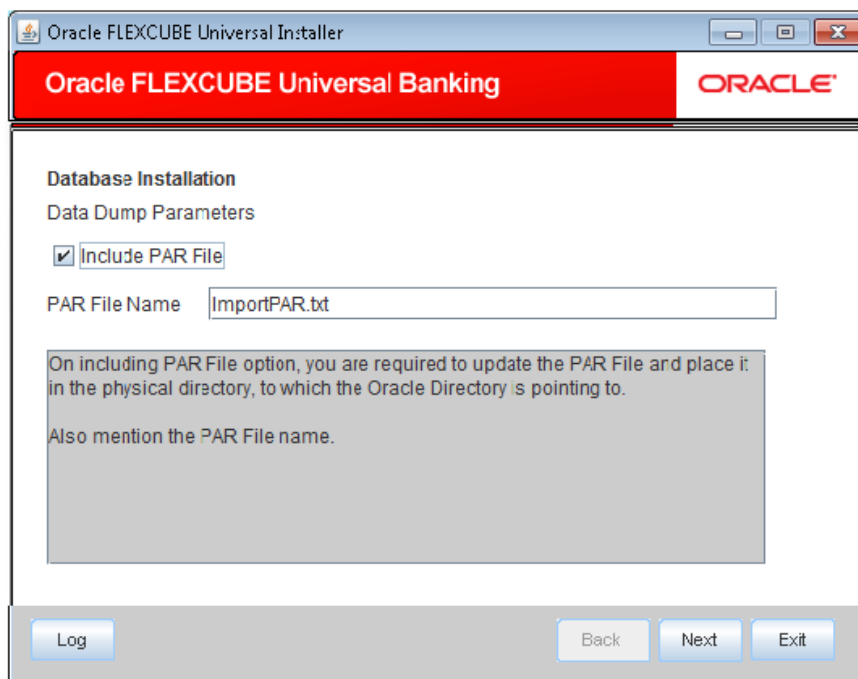 Oracle FLEXCUBE Universal Installer
Oracle FLEXCUBE Universal Banking
ORACLE
Database Installation
Data Dump Parameters
Include PAR File
PAR File Name ImportPAR.txt
On including PAR File option, you are required to update the PAR File and place it
in the physical directory, to which the Oracle Directory is pointing to.
Also mention the PAR File name.
Log Back Next Exit